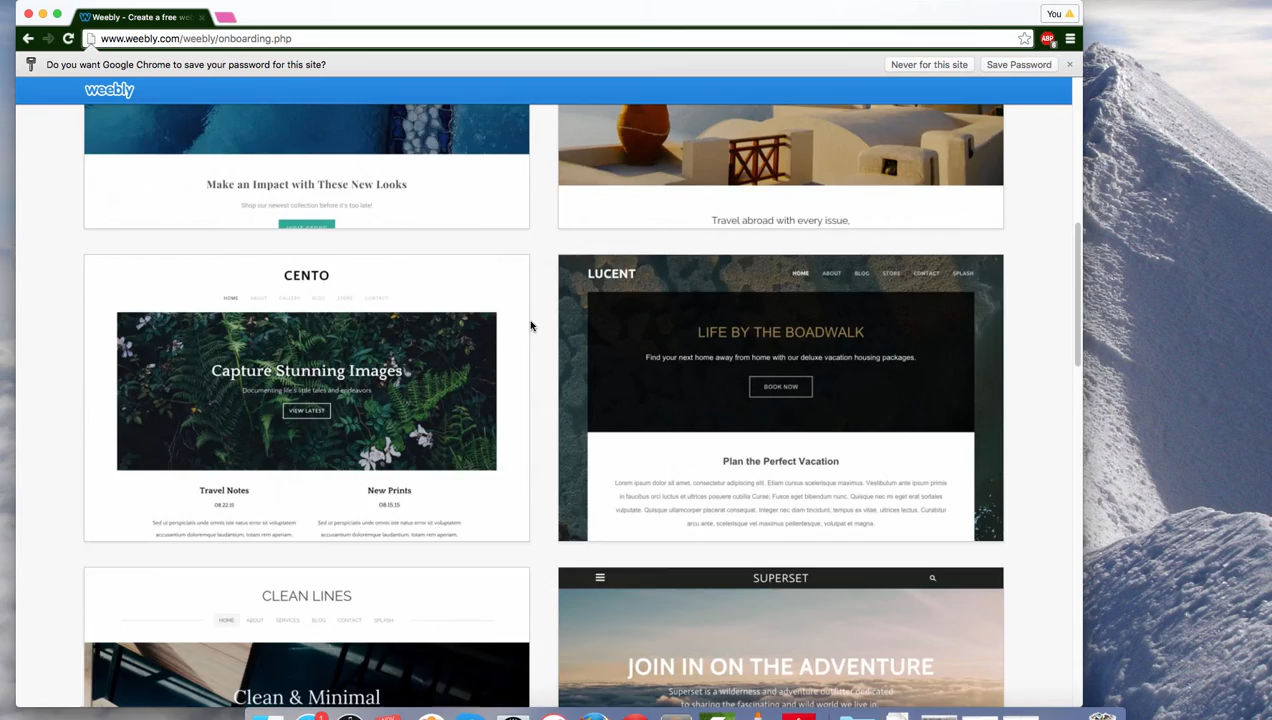 Weebly - Create a free we
You
www.weebly.com/weebly/onboarding.php
ABP
6
Do you want Google Chrome to save your password for this site?
Never for this site
Save Password
weebly
Make an Impact with These New Looks
Shop our newest collection before it's too late!
Travel abroad with every issue,
CENTO
HOME ABOUT GALLERY BLOG STORE CONTACT
Capture Stunning Images
Documenting life's little tales and endeavors
VIEW LATEST
Travel Notes
08.22.15
Sed ut perspiciatis unde omnis iste natus error sit voluptatem
accusantium doloremque laudantium, totam rem aperiam,
New Prints
08.15.15
Sed ut perspiciatis unde omnis iste natus error sit voluptatem
accusantium doloremque laudantium, totam rem aperiam,
LUCENT
HOME ABOUT BLOG STORE CONTACT SPLASH
LIFE BY THE BOADWALK
Find your next home away from home with our deluxe vacation housing packages.
BOOK NOW
Plan the Perfect Vacation
Lorem ipsum dolor sit amet, consectetur adipiscing elit. Etiam cursus scelerisque maximus. Vestibulum ante ipsum primis
in faucibus orci luctus et ultrices posuere cubilia Curae; Fusce eget bibendum nunc. Quisque nec mi eget erat sodales
vulputate. Quisque ullamcorper placerat consequat. Integer nec diam tincidunt, tempus ex vitae, ultrices lectus. Curabitur
arcu ante, scelerisque vel maximus pellentesque, volutpat et magna.
CLEAN LINES
HOME ABOUT SERVICES BLOG CONTACT SPLASH
Clean & Minimal
SUPERSET
JOIN IN ON THE ADVENTURE
Superset is a wilderness and adventure outfitter dedicated
to sharing the fascinating and wild world we live in.
1
NOV